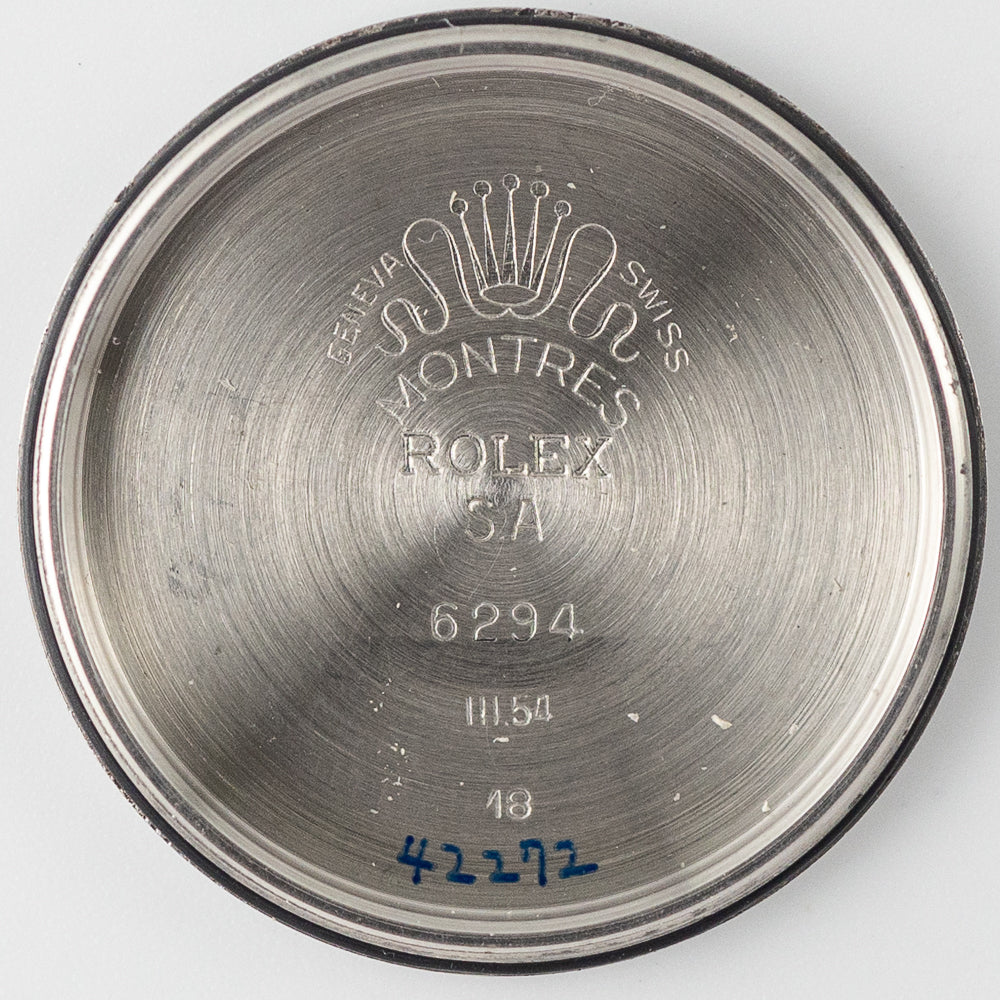 GENEVA SWISS
MONTRES
ROLEX
S.A
6294
III.54
18
42272